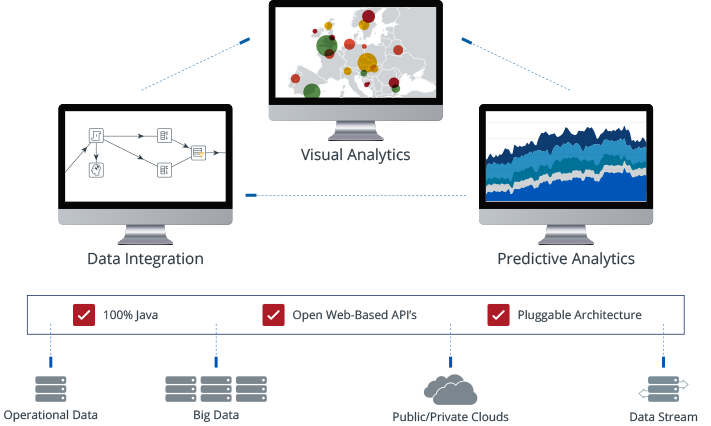 Visual Analytics
Data Integration
Predictive Analytics
100% Java
Open Web-Based API's
Pluggable Architecture
Operational Data
Big Data
Public/Private Clouds
Data Stream